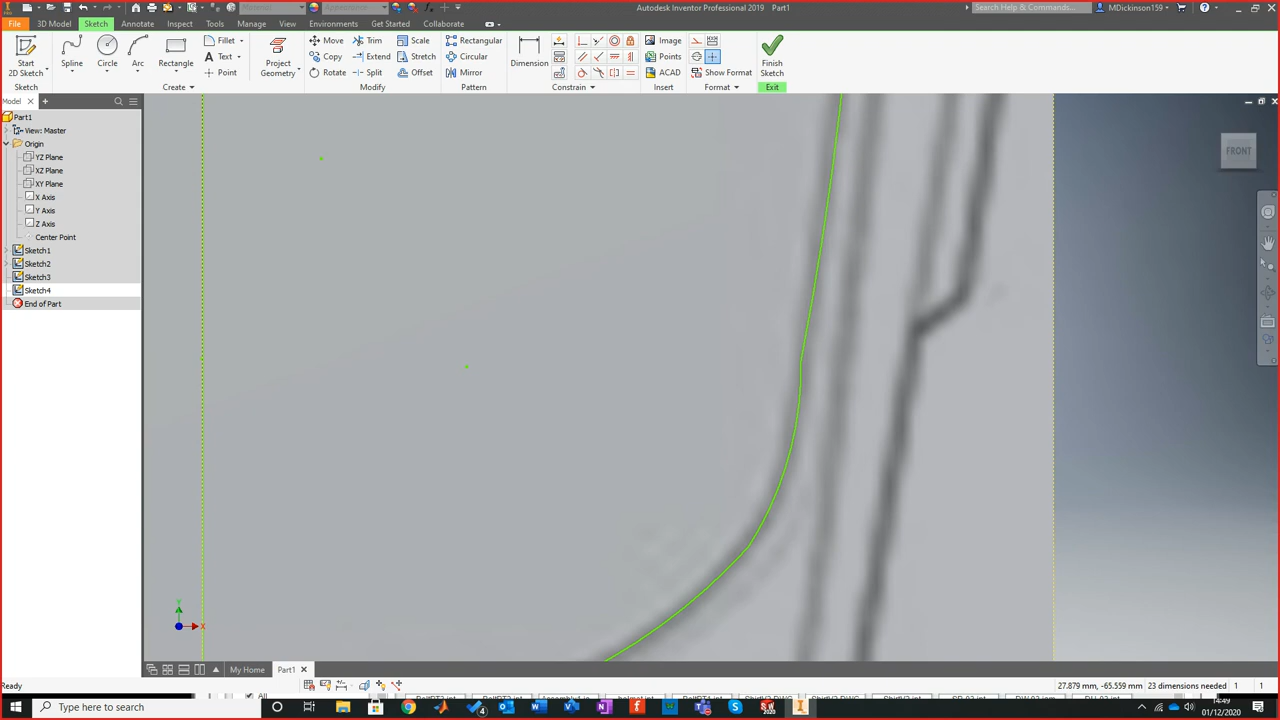 Autodesk Inventor Professional 2019 Part1
Search Help & Commands...
MDickinson159
File 3D Model Sketch Annotate Inspect Tools Manage View Environments Get Started Collaborate
Start
2D Sketch
Spline
Circle
Arc
Rectangle
Fillet
Text
Point
Project
Geometry
Move
Copy
Rotate
Trim
Extend
Split
Scale
Stretch
Offset
Rectangular
Circular
Mirror
Dimension
Image
Points
ACAD
Show Format
Finish
Sketch
Sketch Create Modify Pattern Constrain Insert Format Exit
Model
Part1
View: Master
Origin
YZ Plane
XZ Plane
XY Plane
X Axis
Y Axis
Z Axis
Center Point
Sketch1
Sketch2
Sketch3
Sketch4
End of Part
FRONT
Y
X
My Home Part1
Ready
27.879 mm, -65.559 mm 23 dimensions needed 1 1
Type here to search
14:49
01/12/2020